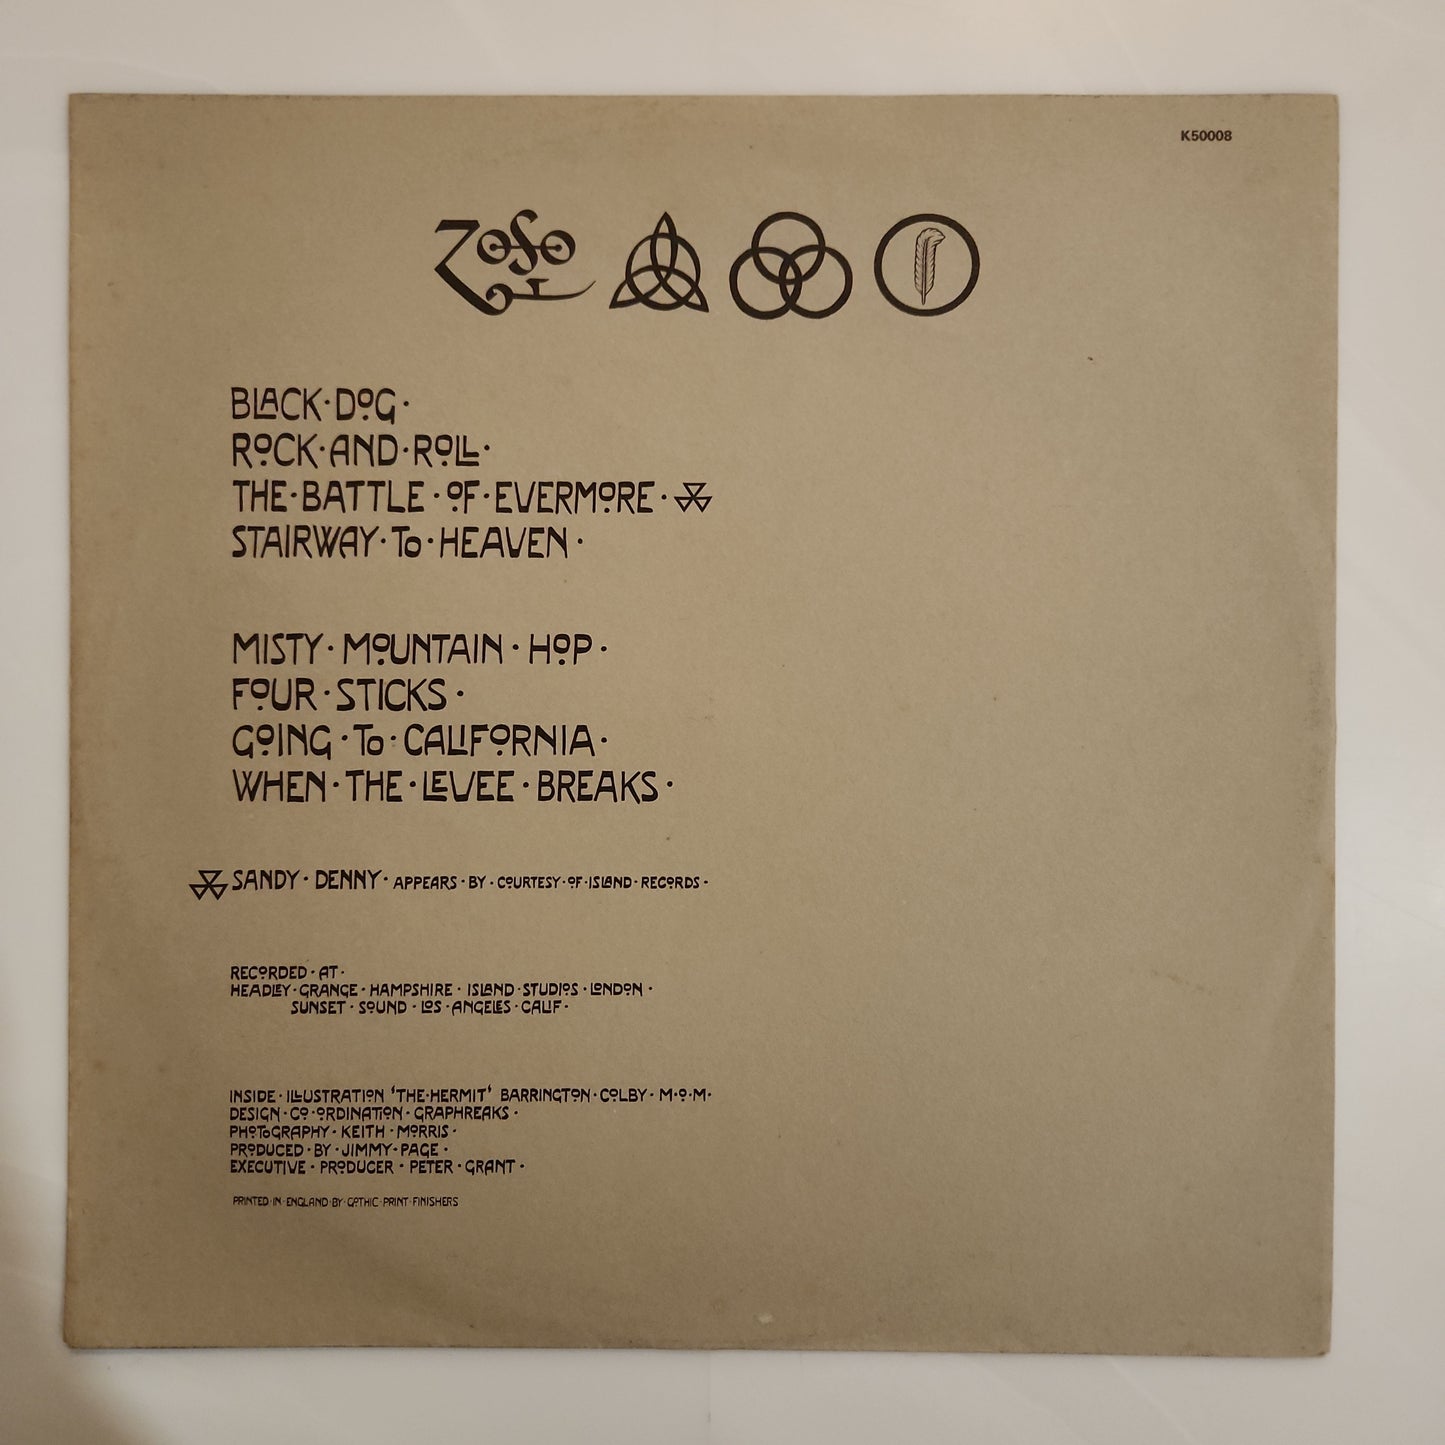 K50008
ZOSO
BLACK·DOG·
ROCK·AND·ROLL·
THE·BATTLE·OF·EVERMORE·
STAIRWAY·TO·HEAVEN·
MISTY·MOUNTAIN·HOP·
FOUR·STICKS·
GOING·TO·CALIFORNIA·
WHEN·THE·LEVEE·BREAKS·
SANDY·DENNY·APPEARS·BY·COURTESY·OF·ISLAND·RECORDS·
RECORDED·AT·
HEADLEY·GRANGE·HAMPSHIRE·ISLAND·STUDIOS·LONDON·
SUNSET·SOUND·LOS·ANGELES·CALIF·
INSIDE·ILLUSTRATION 'THE·HERMIT' BARRINGTON·COLBY·M·O·M·
DESIGN·CO·ORDINATION·GRAPHREAKS·
PHOTOGRAPHY·KEITH·MORRIS·
PRODUCED·BY·JIMMY·PAGE·
EXECUTIVE·PRODUCER·PETER·GRANT·
PRINTED·IN·ENGLAND·BY·GOTHIC·PRINT·FINISHERS